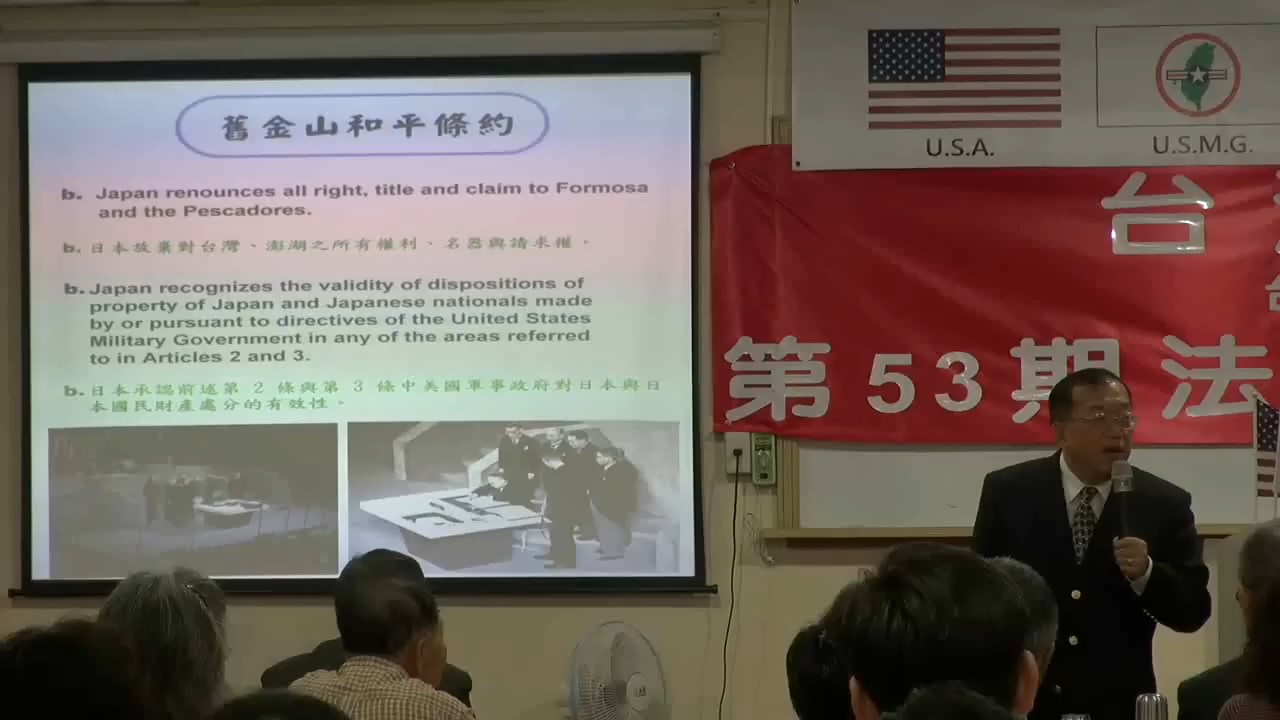 舊金山和平條約
b. Japan renounces all right, title and claim to Formosa
and the Pescadores.
b. 日本放棄對台灣、澎湖之所有權利、名器與請求權。
b. Japan recognizes the validity of dispositions of
property of Japan and Japanese nationals made
by or pursuant to directives of the United States
Military Government in any of the areas referred
to in Articles 2 and 3.
b. 日本承認前述第 2 條與第 3 條中美國軍事政府對日本與日
本國民財產處分的有效性。
U.S.A.
U.S.M.G.
台
第 53 期 法